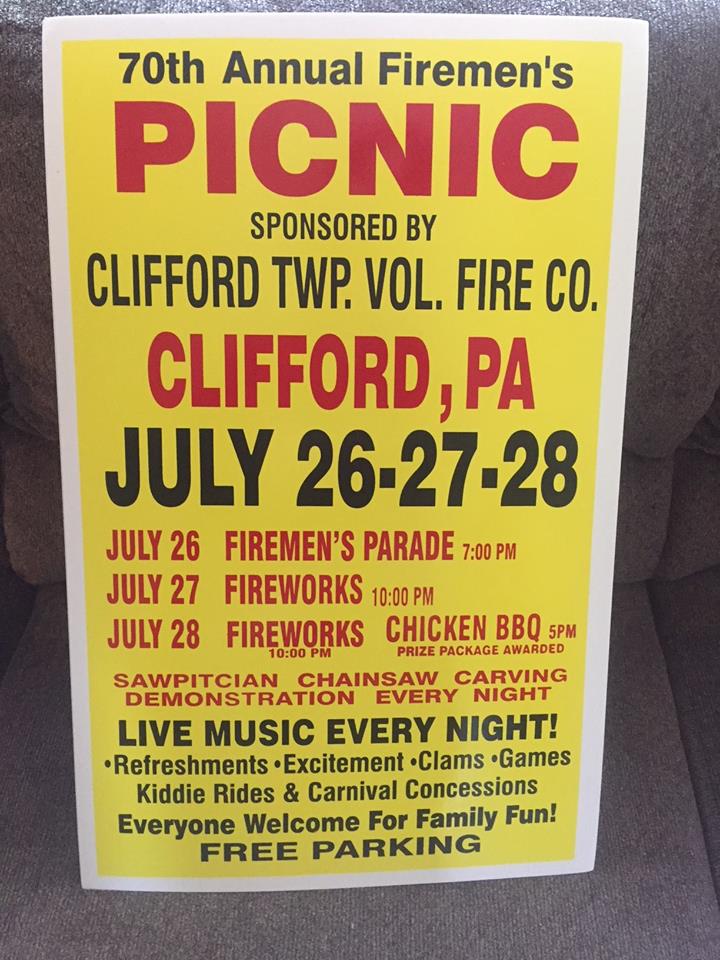 70th Annual Firemen's
PICNIC
SPONSORED BY
CLIFFORD TWP. VOL. FIRE CO.
CLIFFORD, PA
JULY 26-27-28
JULY 26 FIREMEN'S PARADE 7:00 PM
JULY 27 FIREWORKS 10:00 PM
JULY 28 FIREWORKS CHICKEN BBQ 5PM
10:00 PM PRIZE PACKAGE AWARDED
SAWPITCIAN CHAINSAW CARVING
DEMONSTRATION EVERY NIGHT
LIVE MUSIC EVERY NIGHT!
•Refreshments •Excitement •Clams •Games
Kiddie Rides & Carnival Concessions
Everyone Welcome For Family Fun!
FREE PARKING